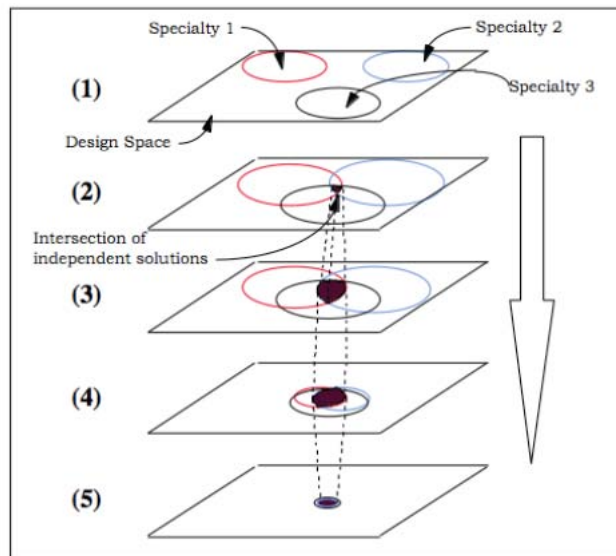 Specialty 1
Specialty 2
(1)
Specialty 3
Design Space
(2)
Intersection of
independent solutions
(3)
(4)
(5)